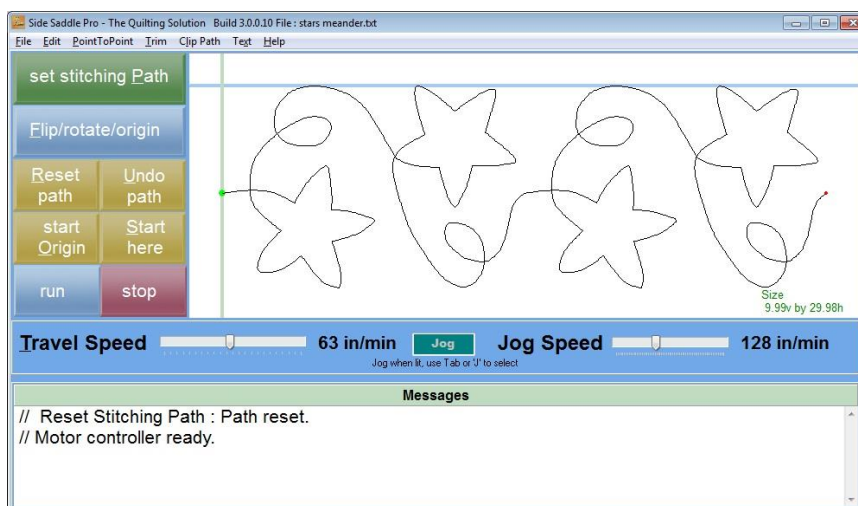 Side Saddle Pro - The Quilting Solution   Build 3.0.0.10 File : stars meander.txt
File Edit PointToPoint Trim Clip Path Text Help
set stitching Path
Flip/rotate/origin
Reset path
Undo path
start Origin
Start here
run
stop
Size
9.99v by 29.98h
Travel Speed
63 in/min
Jog
Jog Speed
128 in/min
Jog when lit, use Tab or 'J' to select
Messages
//  Reset Stitching Path : Path reset.
// Motor controller ready.